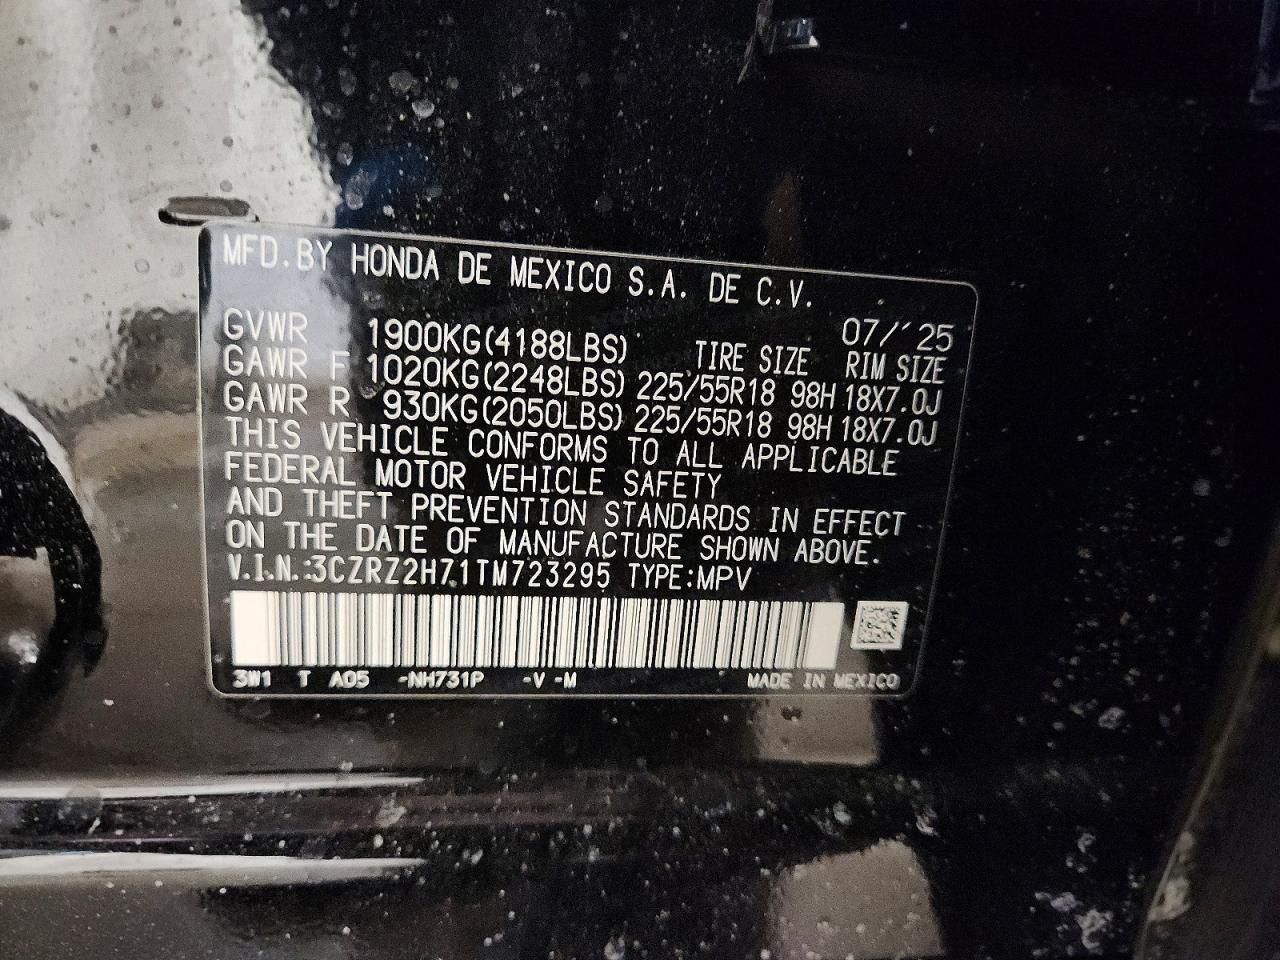 MFD. BY HONDA DE MEXICO S.A. DE C.V.
07/'25
GVWR 1900KG(4188LBS) TIRE SIZE RIM SIZE
GAWR F 1020KG(2248LBS) 225/55R18 98H 18X7.0J
GAWR R 930KG(2050LBS) 225/55R18 98H 18X7.0J
THIS VEHICLE CONFORMS TO ALL APPLICABLE
FEDERAL MOTOR VEHICLE SAFETY
AND THEFT PREVENTION STANDARDS IN EFFECT
ON THE DATE OF MANUFACTURE SHOWN ABOVE.
V.I.N.:3CZRZ2H71TM723295 TYPE:MPV
3W1 T A05 -NH731P -V -M MADE IN MEXICO